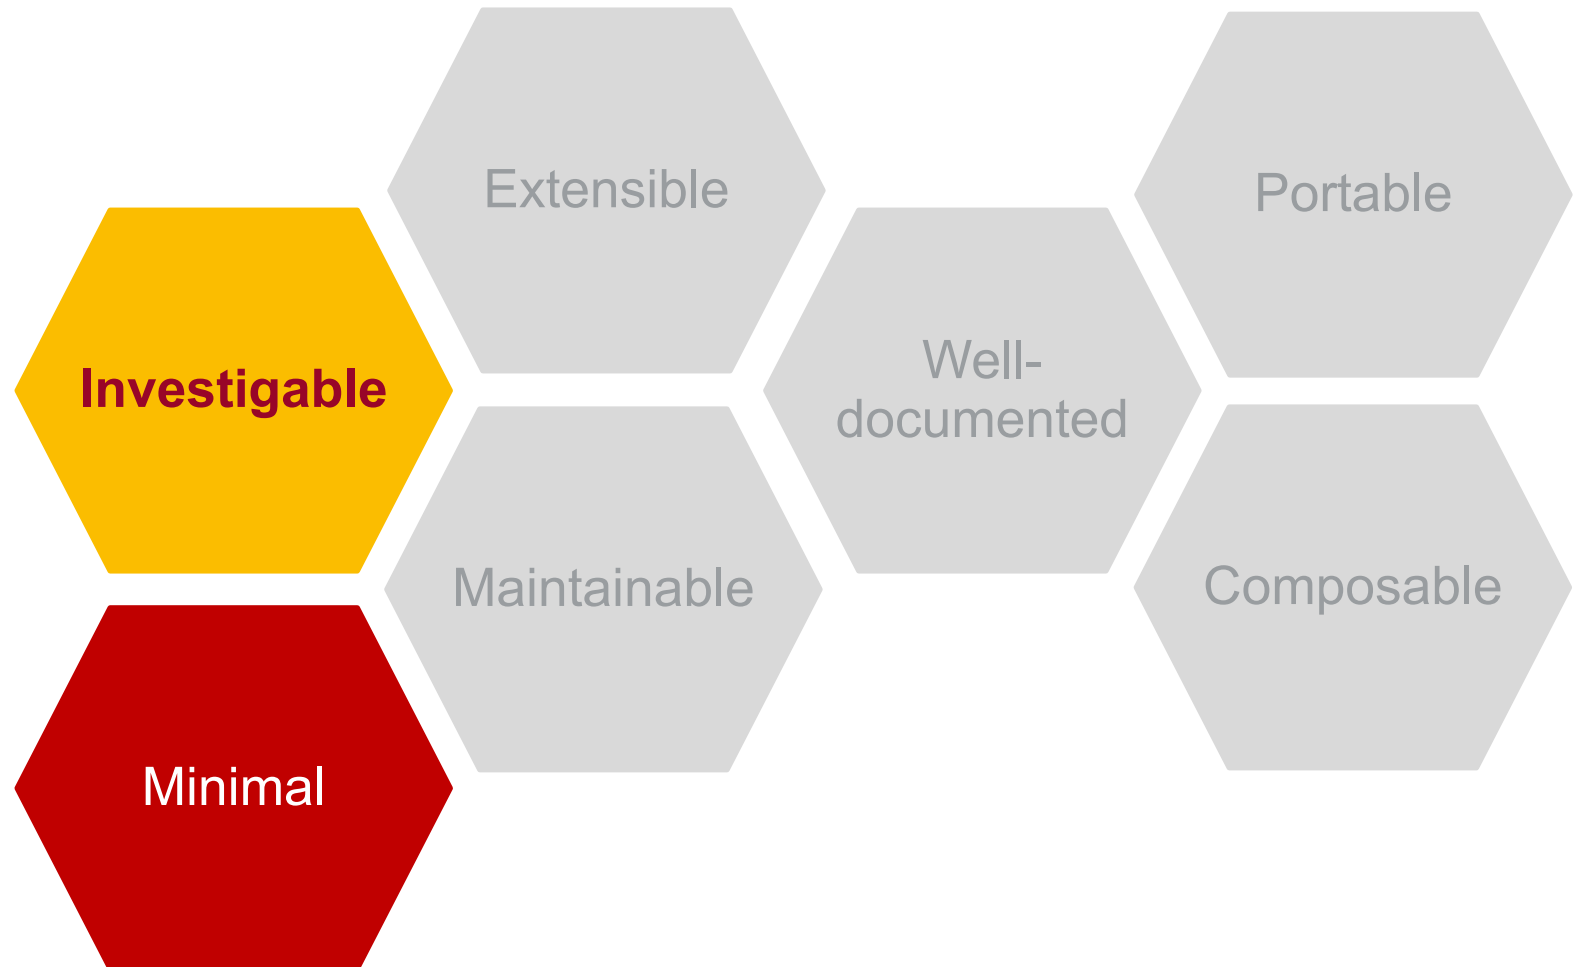 Extensible
Portable
Investigable
Well-
documented
Maintainable
Composable
Minimal